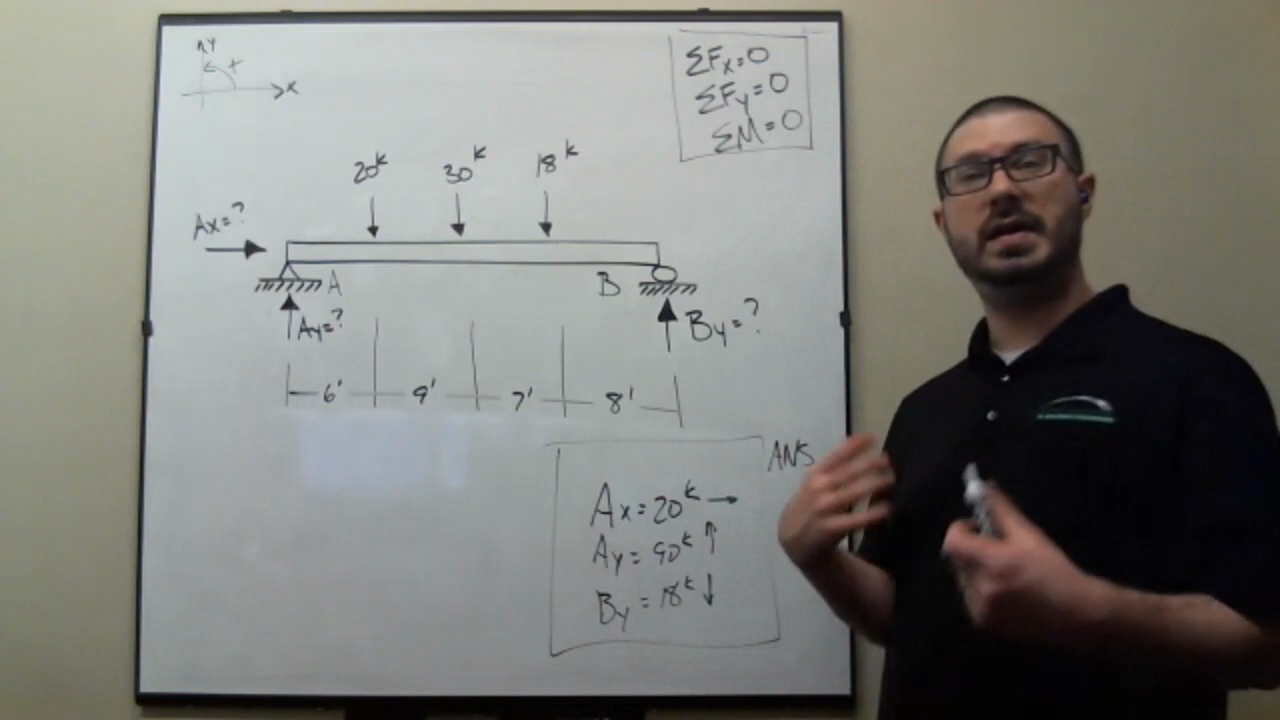 y
+
x
ΣFx=0
ΣFy=0
ΣM=0
20k 30k 18k
Ax=?
A B
Ay=? By=?
6' 9' 7' 8'
ANS
Ax=20k→
Ay=90k↑
By=18k↓